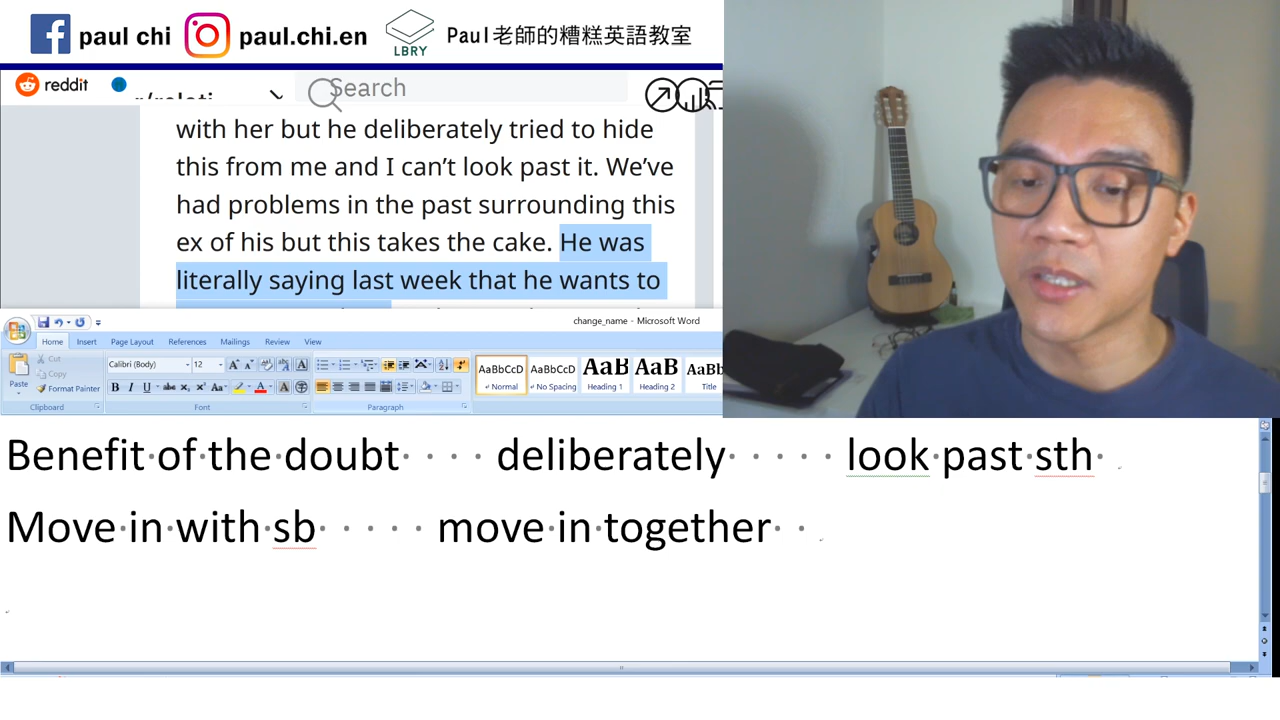 paul chi paul.chi.en LBRY Paul老師的糟糕英語教室
reddit Search
with her but he deliberately tried to hide
this from me and I can't look past it. We've
had problems in the past surrounding this
ex of his but this takes the cake. He was
literally saying last week that he wants to
change_name - Microsoft Word
Home Insert Page Layout References Mailings Review View
Paste Cut Copy Format Painter
Calibri (Body) 12
B I U abc
AaBbCcD AaBbCcD AaB AaB AaBb
Normal No Spacing Heading 1 Heading 2 Title
Clipboard Font Paragraph
Benefit of the doubt deliberately look past sth
Move in with sb move in together